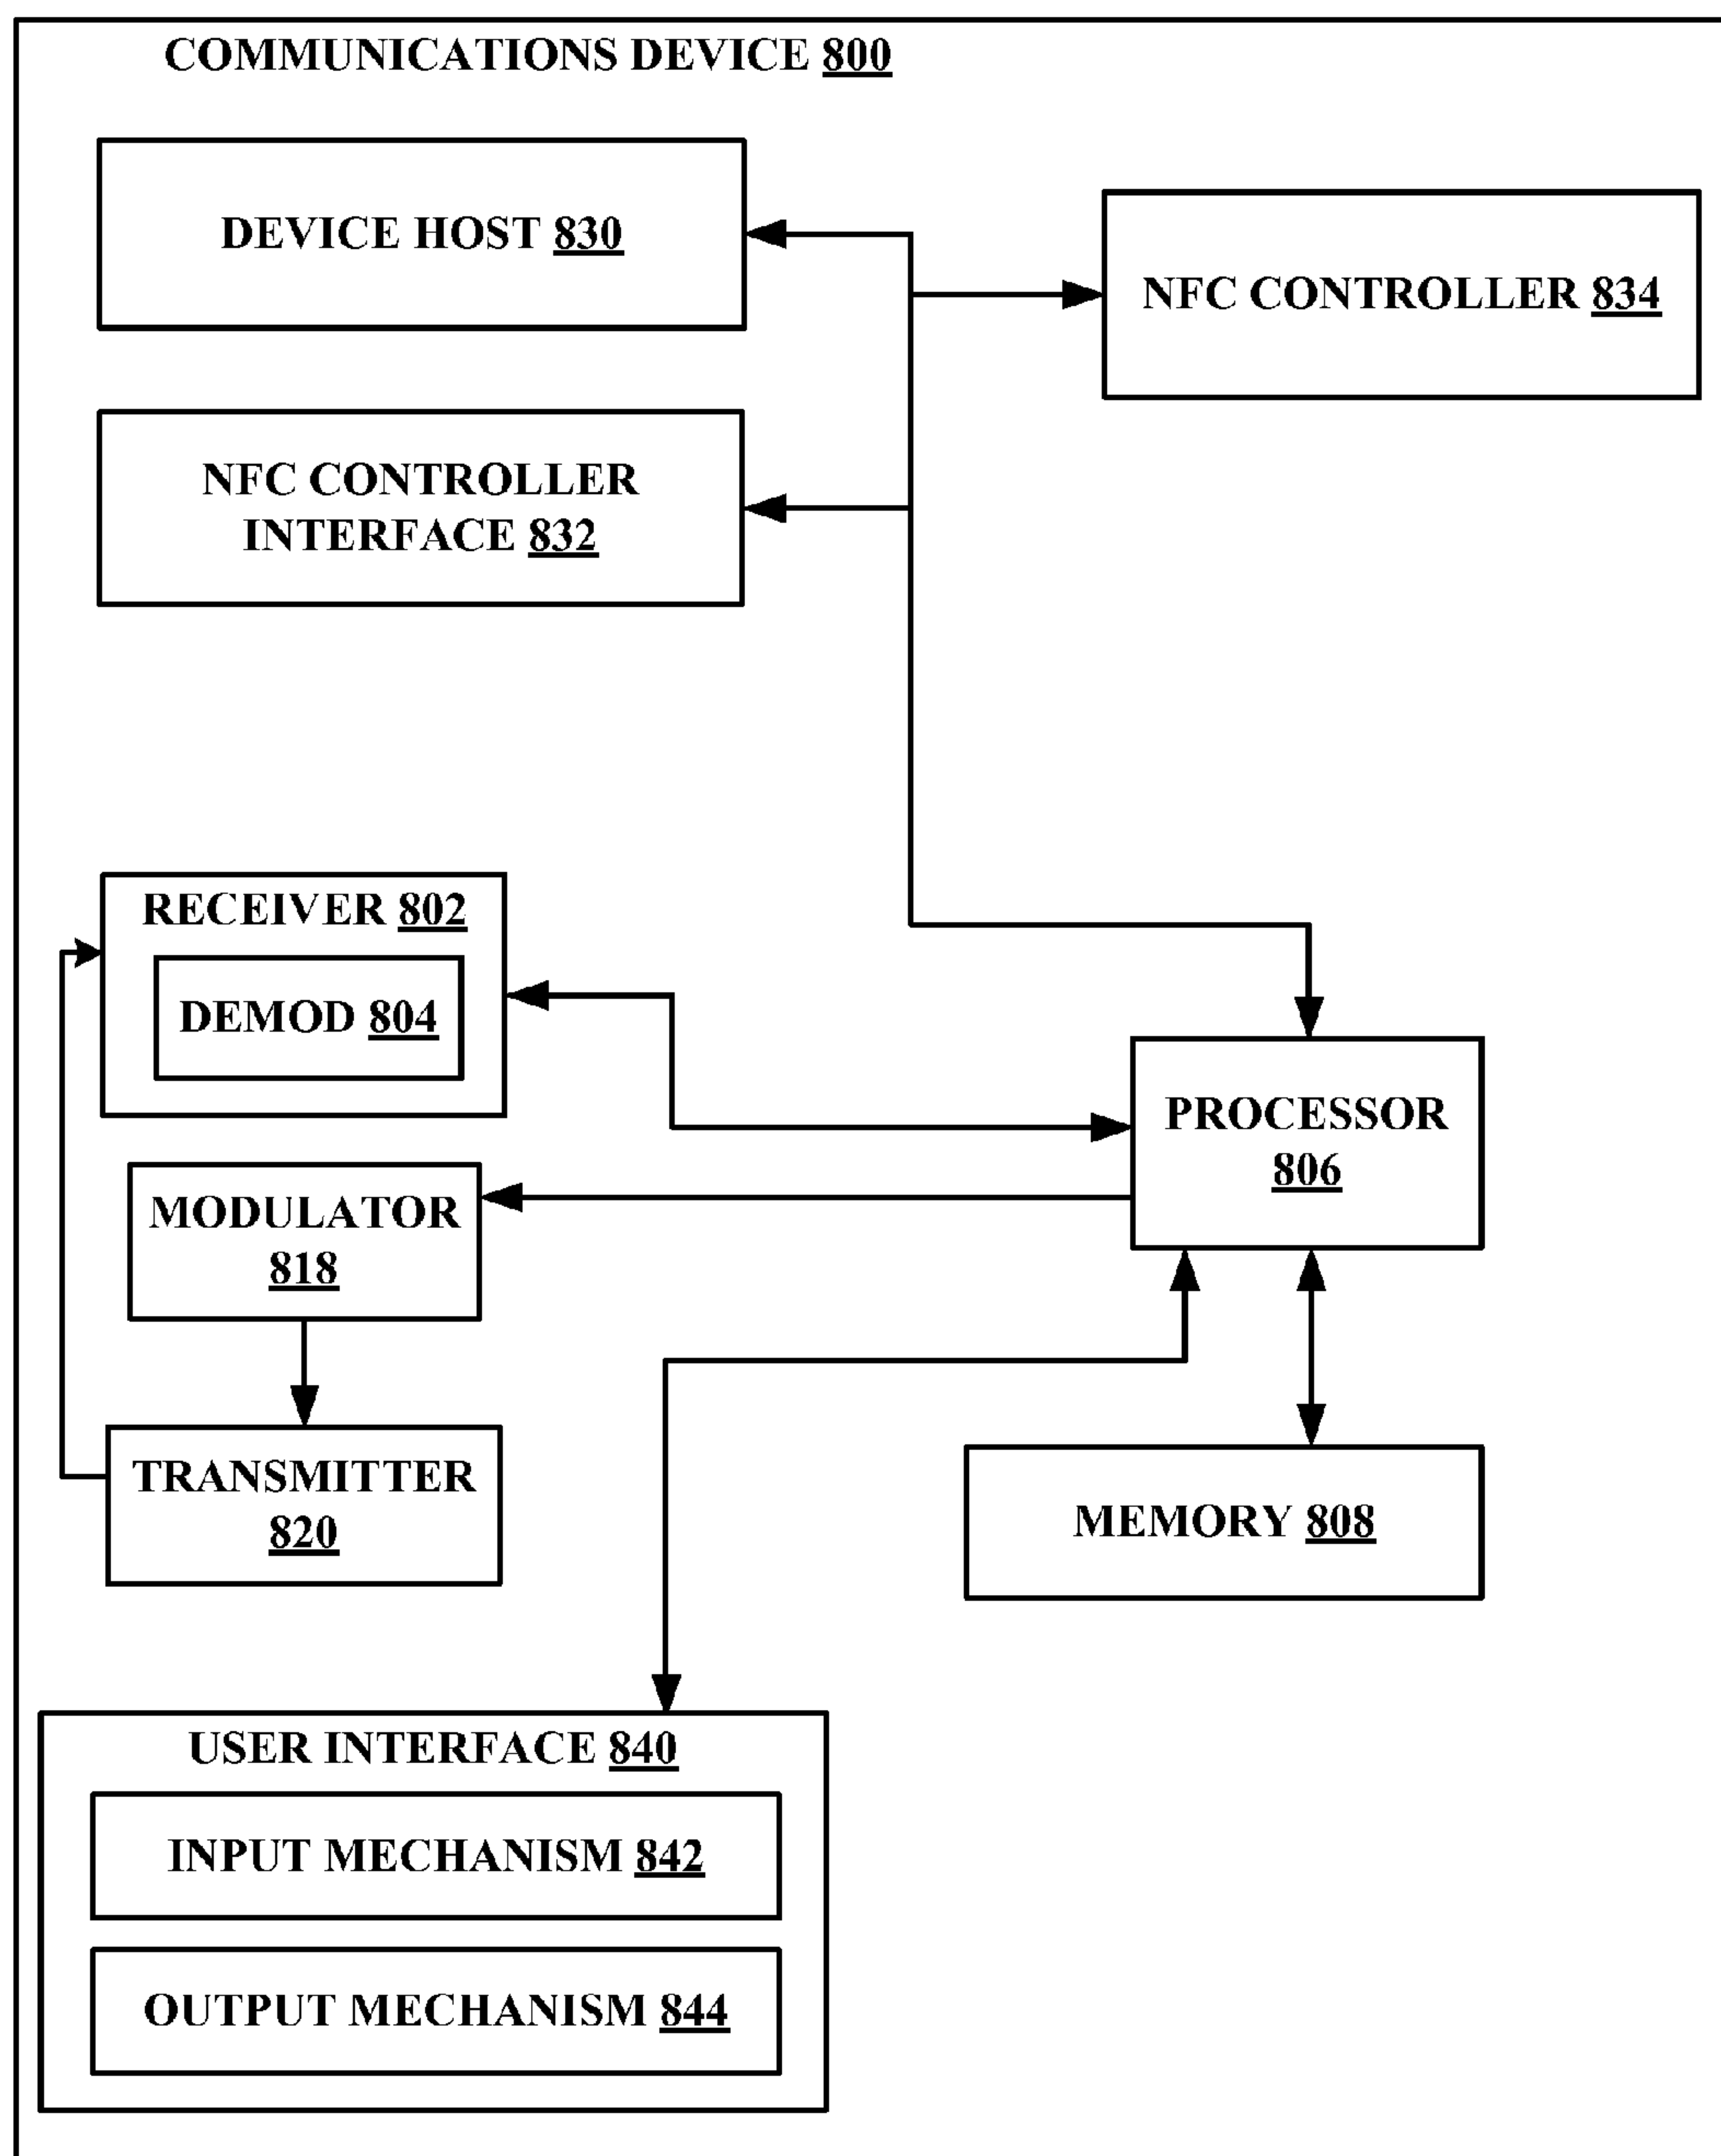 COMMUNICATIONS DEVICE 800
DEVICE HOST 830
NFC CONTROLLER 834
NFC CONTROLLER
INTERFACE 832
RECEIVER 802
DEMOD 804
PROCESSOR
806
MODULATOR
818
TRANSMITTER
820
MEMORY 808
USER INTERFACE 840
INPUT MECHANISM 842
OUTPUT MECHANISM 844